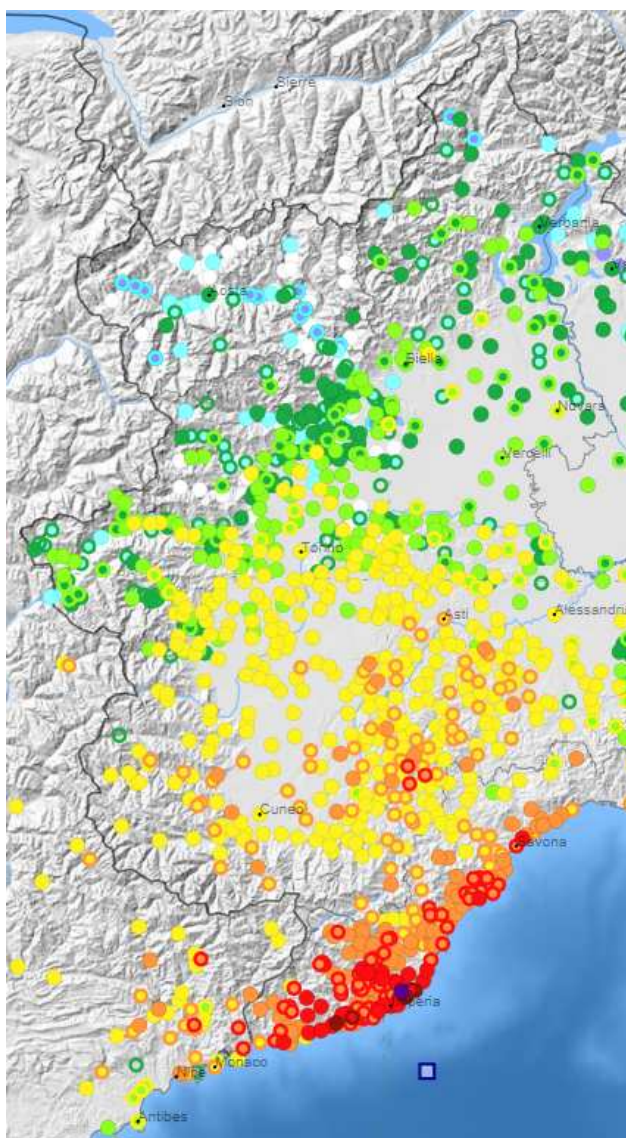 Sierre
Sion
Verbania
Aosta
Biella
Novara
Vercelli
Torino
Asti
Alessandria
Cuneo
Savona
Imperia
Monaco
Nice
Antibes